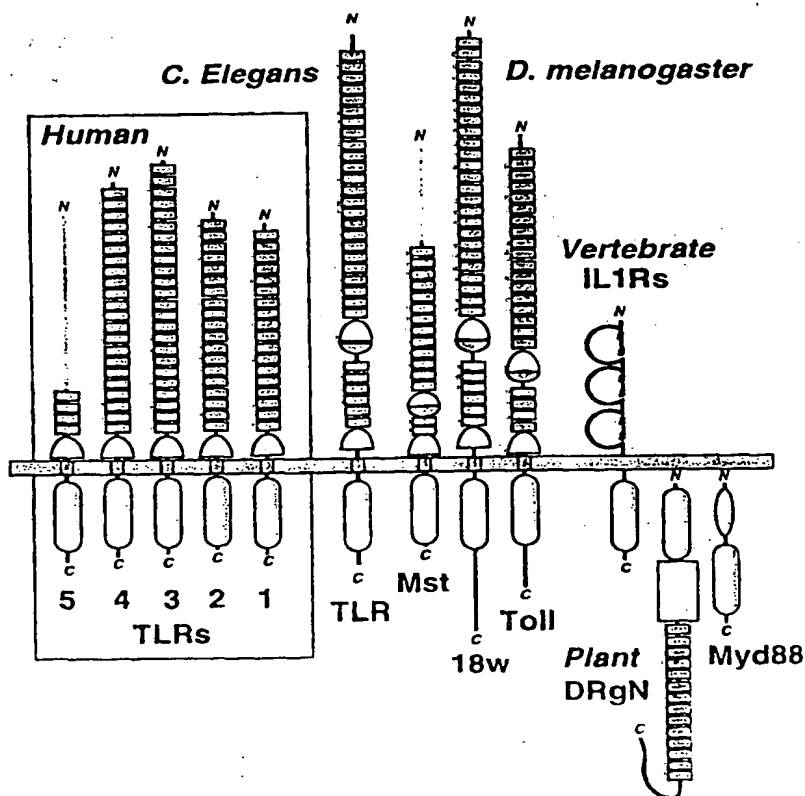 N
N
C. Elegans
D. melanogaster
Human
N
N
N
N
N
N
N
Vertebrate
IL1Rs
N
N
N
C
C
C
C
C
C
C
C
C
C
C
5
4
3
2
1
TLRs
TLR
Mst
18w
Toll
Plant
DRgN
Myd88
C